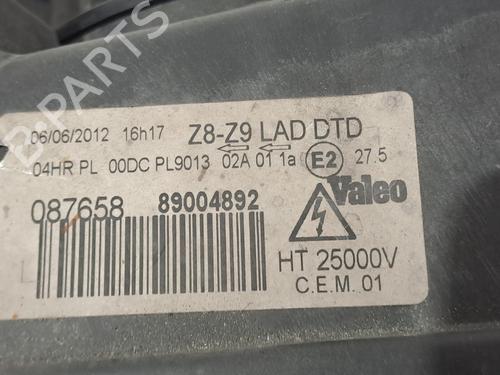 06/06/2012 16h17 Z8-Z9 LAD DTD
04HR PL 00DC PL9013 02A 01 1a E2 27.5
087658 89004892 Valeo
HT 25000V
C.E.M. 01
B-PARTS